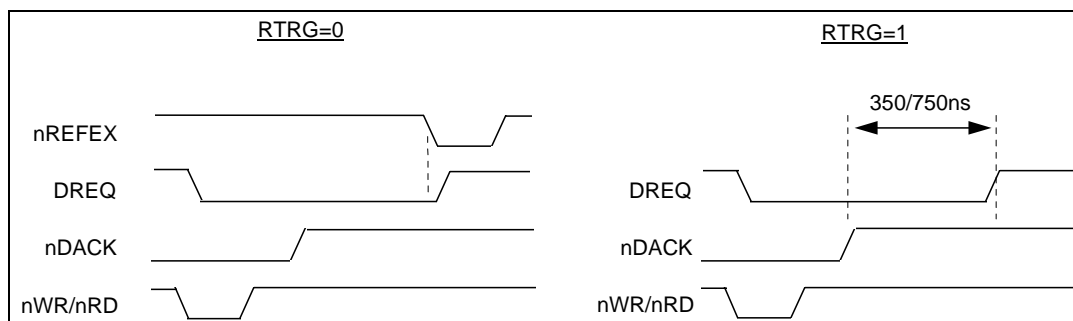 RTRG=0
nREFEX
DREQ
nDACK
nWR/nRD
RTRG=1
350/750ns
DREQ
nDACK
nWR/nRD